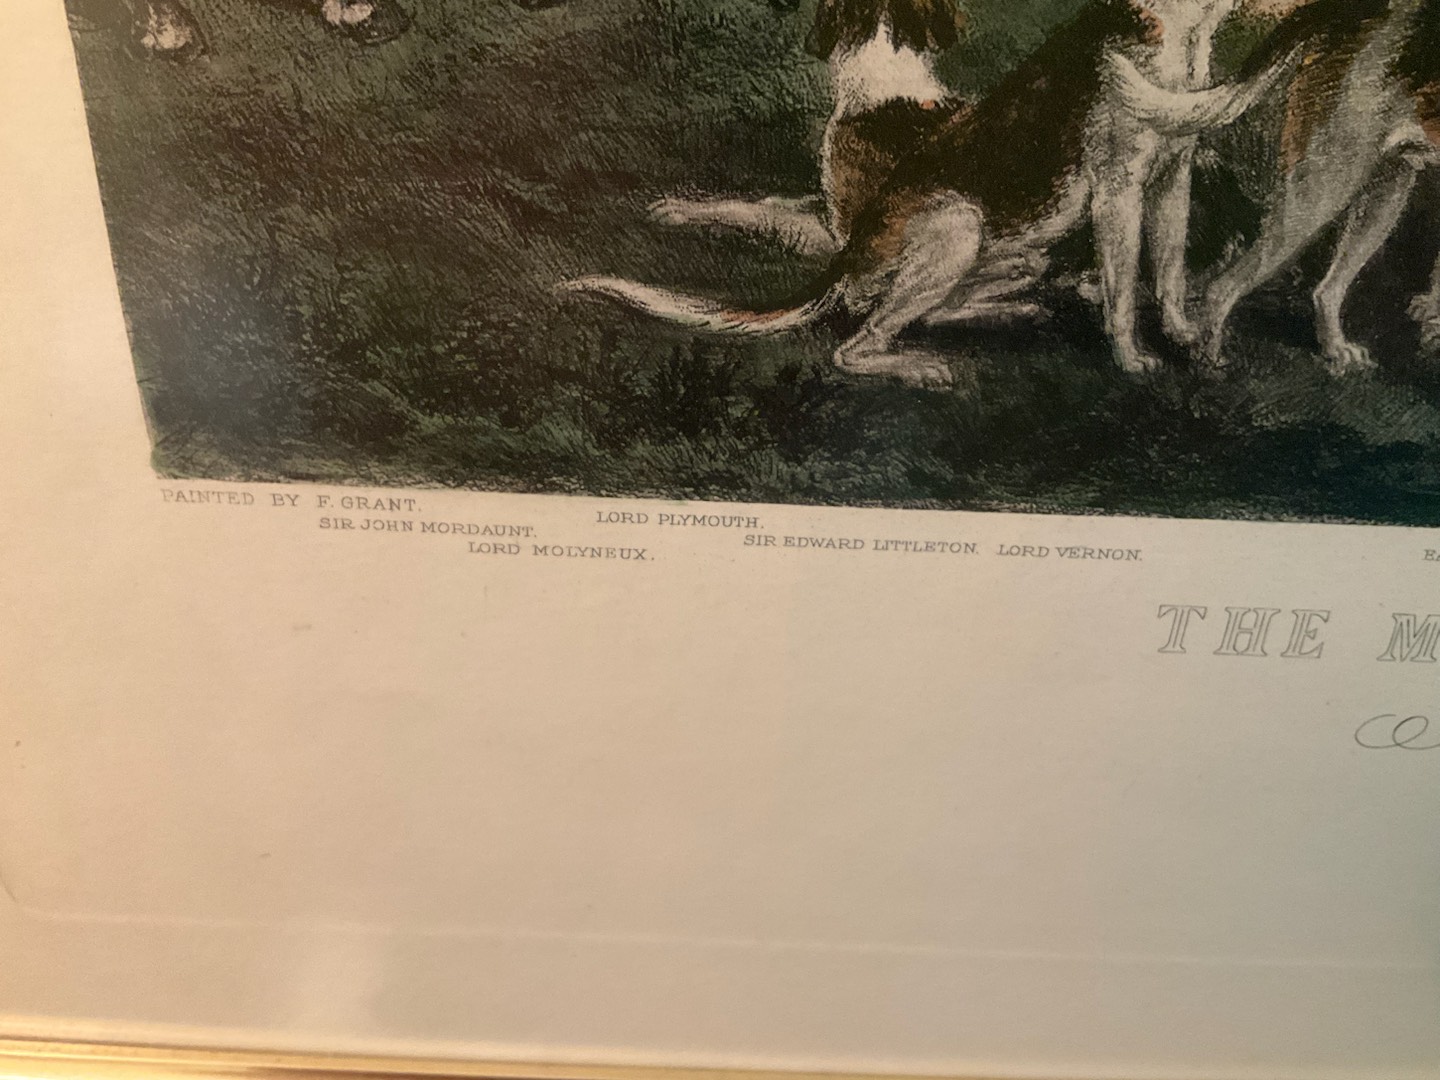 PAINTED BY F. GRANT.
LORD PLYMOUTH.
SIR JOHN MORDAUNT.
SIR EDWARD LITTLETON. LORD VERNON.
LORD MOLYNEUX.
THE